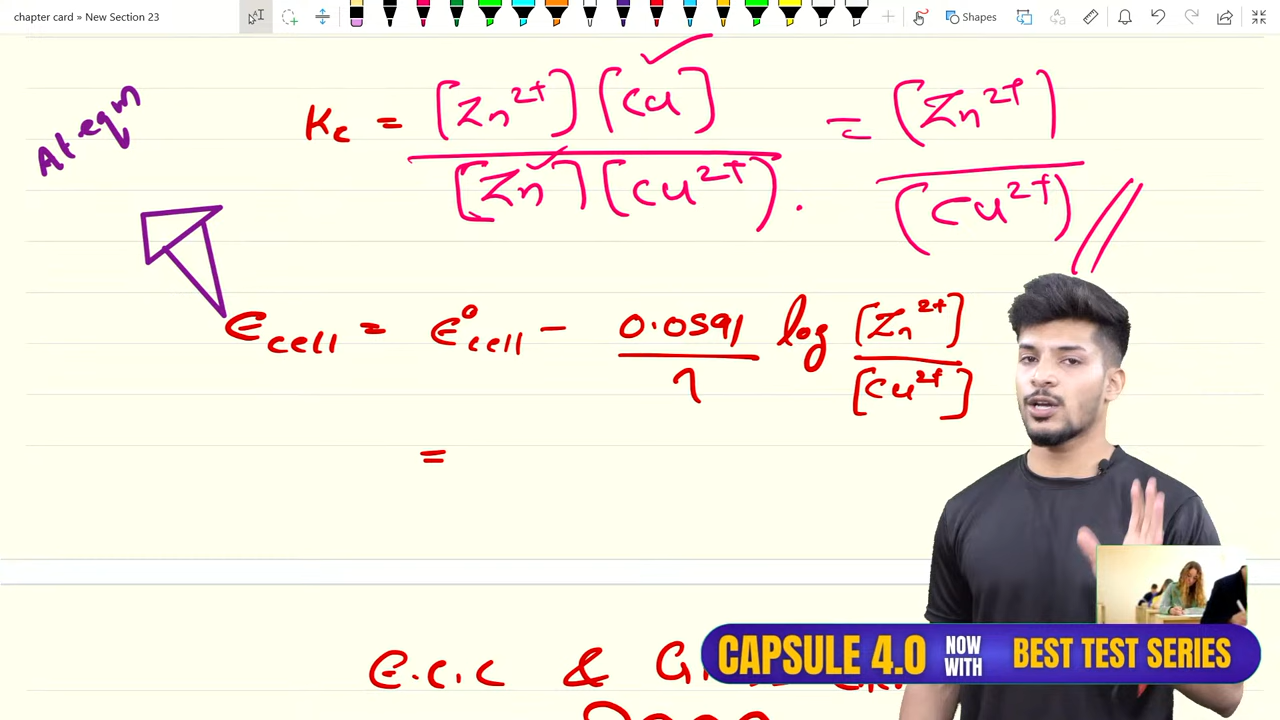 chapter card » New Section 23
Shapes
At eqm
Kc = [Zn2+] [Cu] / [Zn] [Cu2+] . = [Zn2+] / [Cu2+] //
Ecell = E°cell - 0.0591 / 2 log [Zn2+] / [Cu2+]
=
E.C.C & G
CAPSULE 4.0 NOW WITH BEST TEST SERIES